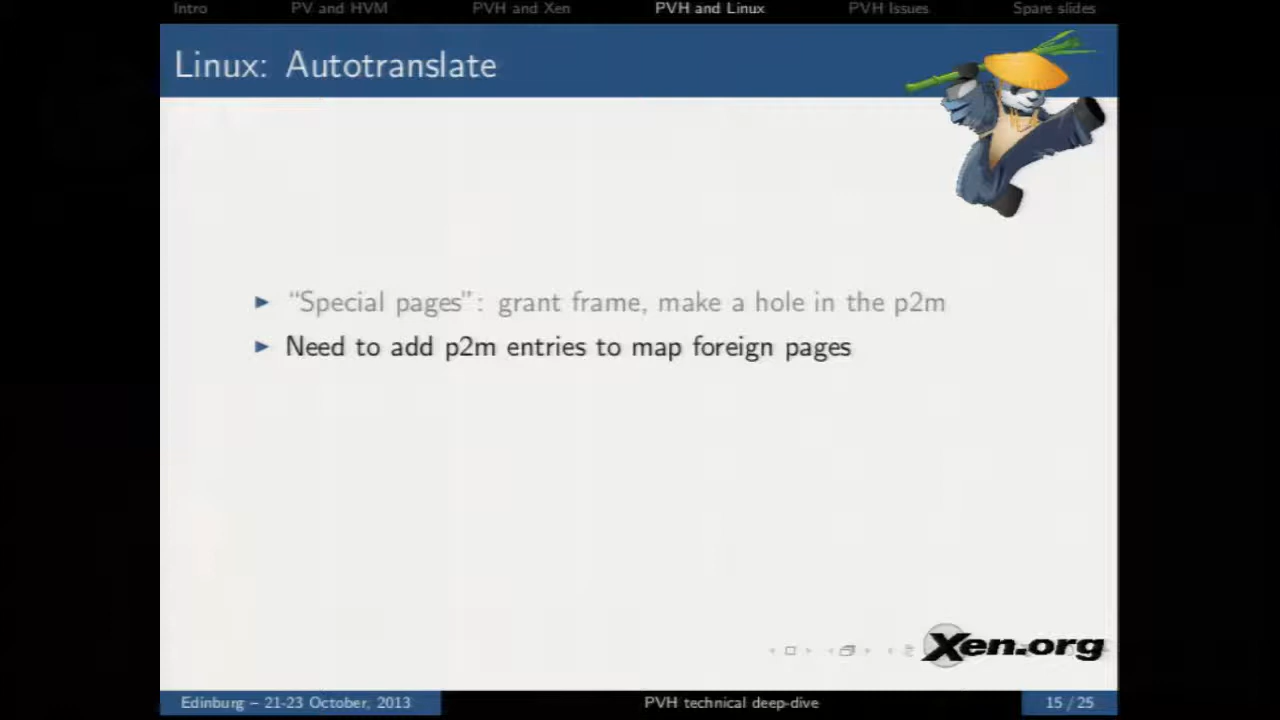 Intro PV and HVM PVH and Xen PVH and Linux PVH Issues Spare slides
Linux: Autotranslate
“Special pages”: grant frame, make a hole in the p2m
Need to add p2m entries to map foreign pages
Xen.org
Edinburg – 21-23 October, 2013 PVH technical deep-dive 15 / 25